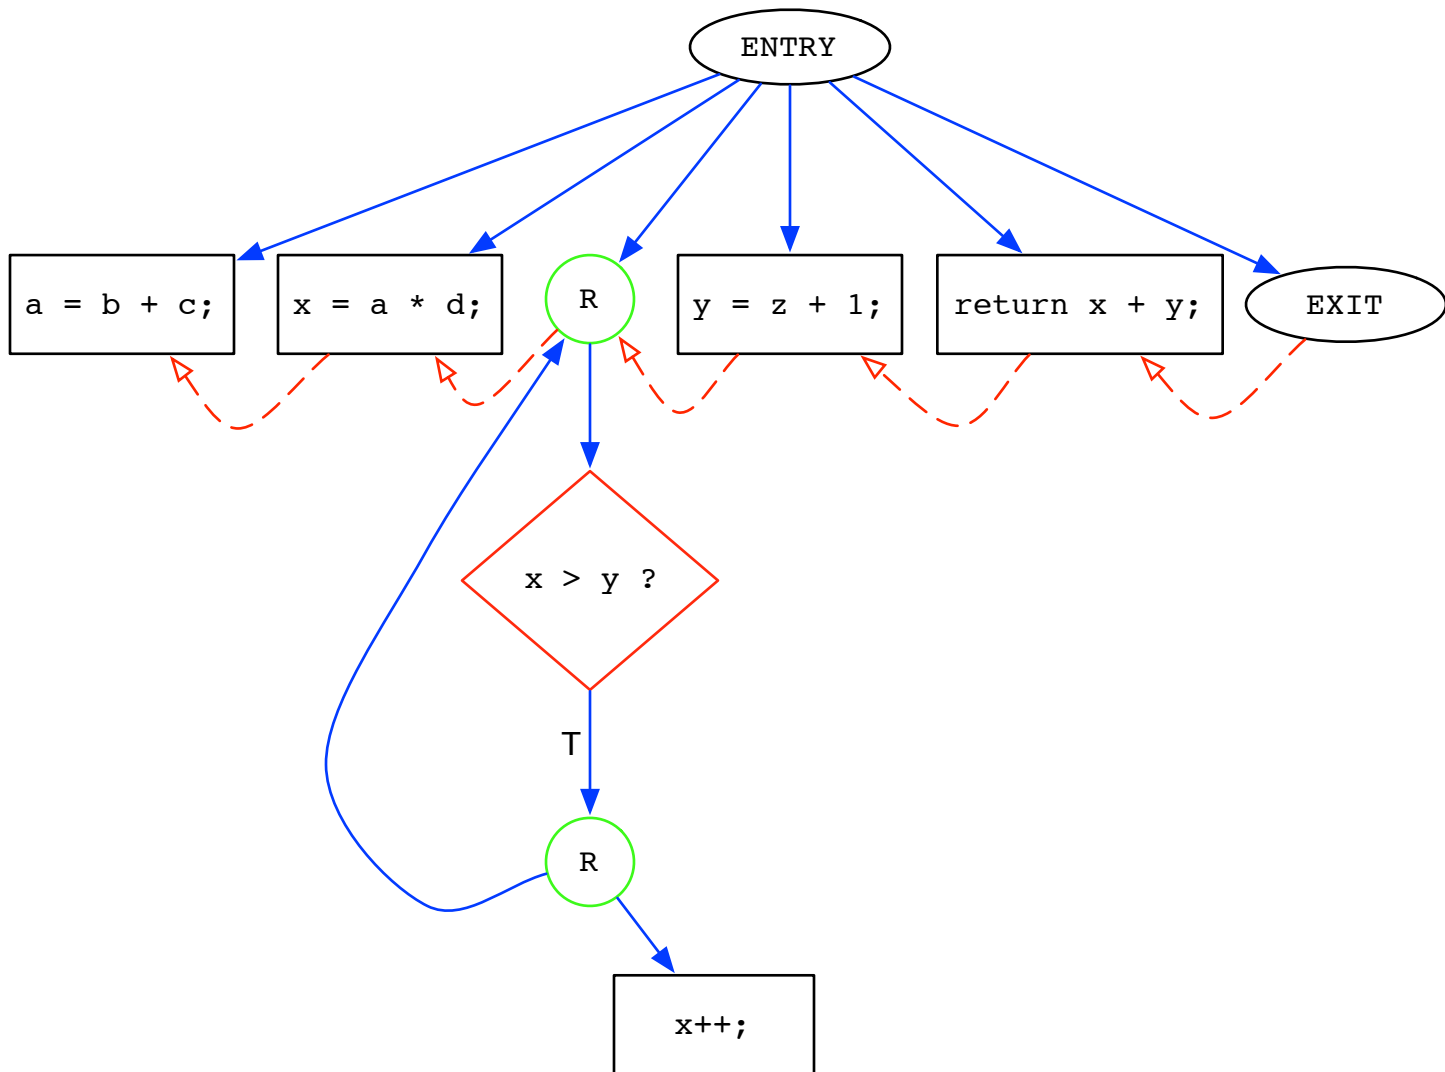 ENTRY
a = b + c;
x = a * d;
R
y = z + 1;
return x + y;
EXIT
x > y ?
T
R
x++;